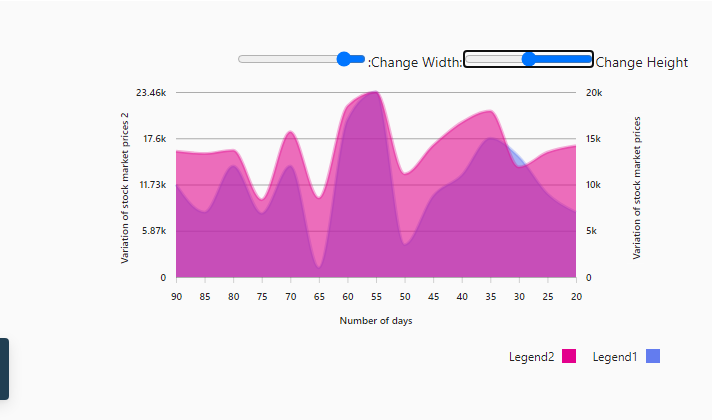 :Change Width: Change Height
23.46k
17.6k
11.73k
5.87k
0
Variation of stock market prices 2
20k
15k
10k
5k
0
Variation of stock market prices
90 85 80 75 70 65 60 55 50 45 40 35 30 25 20
Number of days
Legend2 Legend1